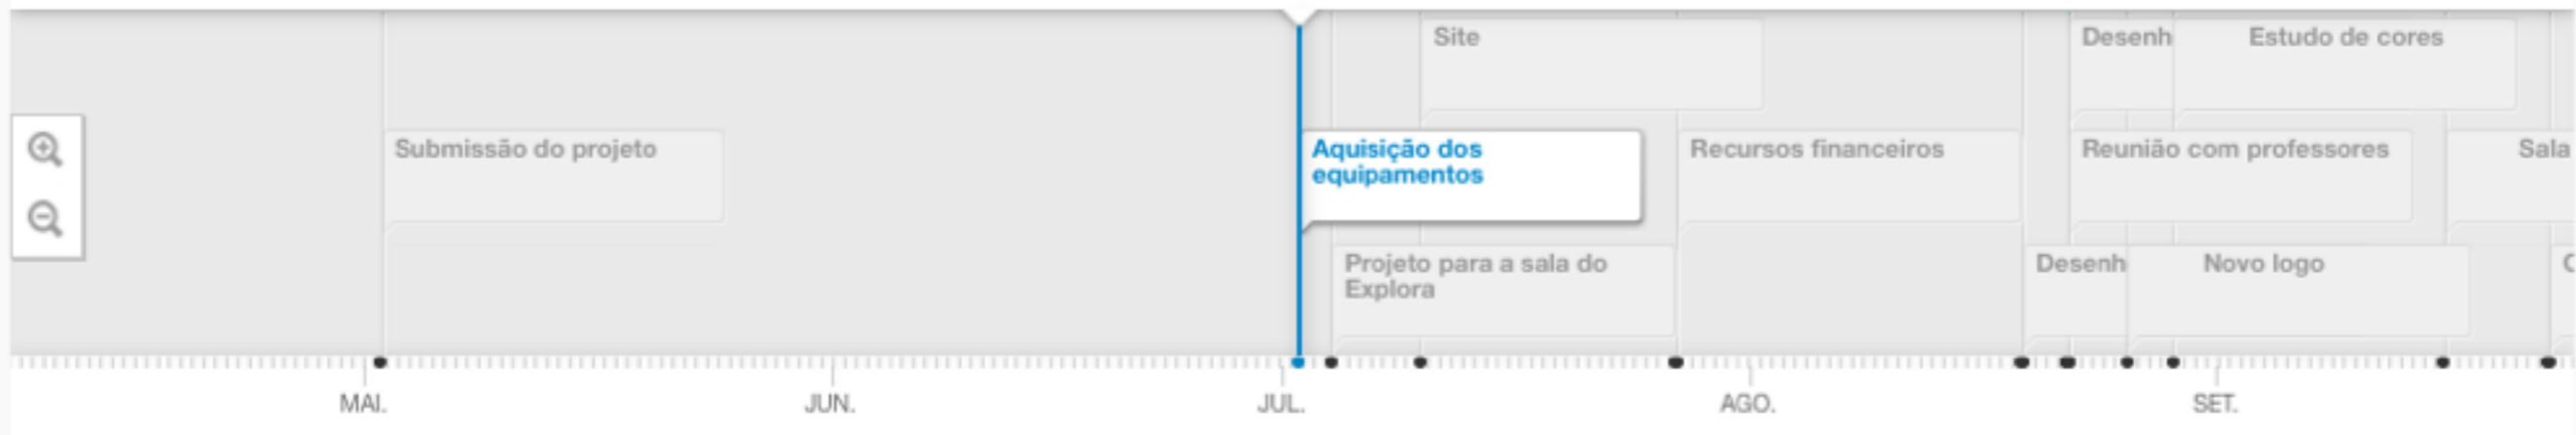 Site
Desenh
Estudo de cores
Submissão do projeto
Aquisição dos
equipamentos
Recursos financeiros
Reunião com professores
Sala
Projeto para a sala do
Explora
Desenh
Novo logo
MAI.
JUN.
JUL.
AGO.
SET.